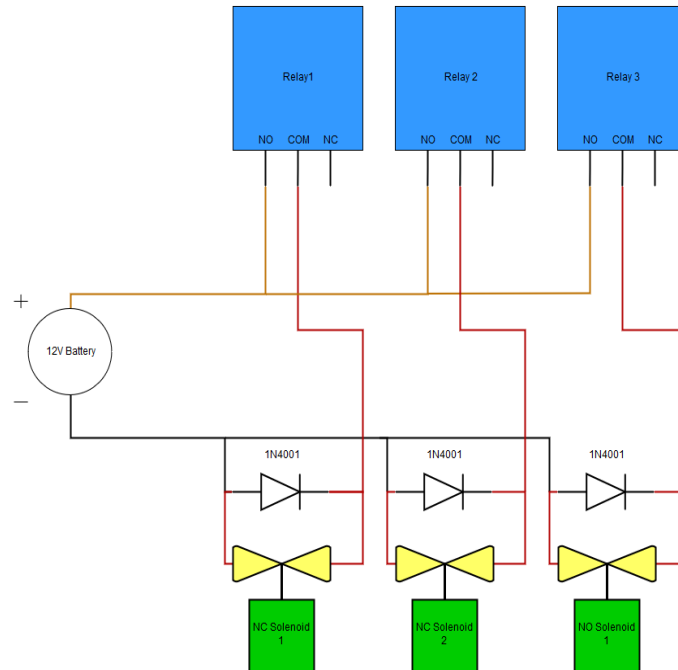 Relay1 Relay 2 Relay 3
NO COM NC NO COM NC NO COM NC
+
12V Battery
—
1N4001 1N4001 1N4001
NC Solenoid NC Solenoid NO Solenoid
1 2 1